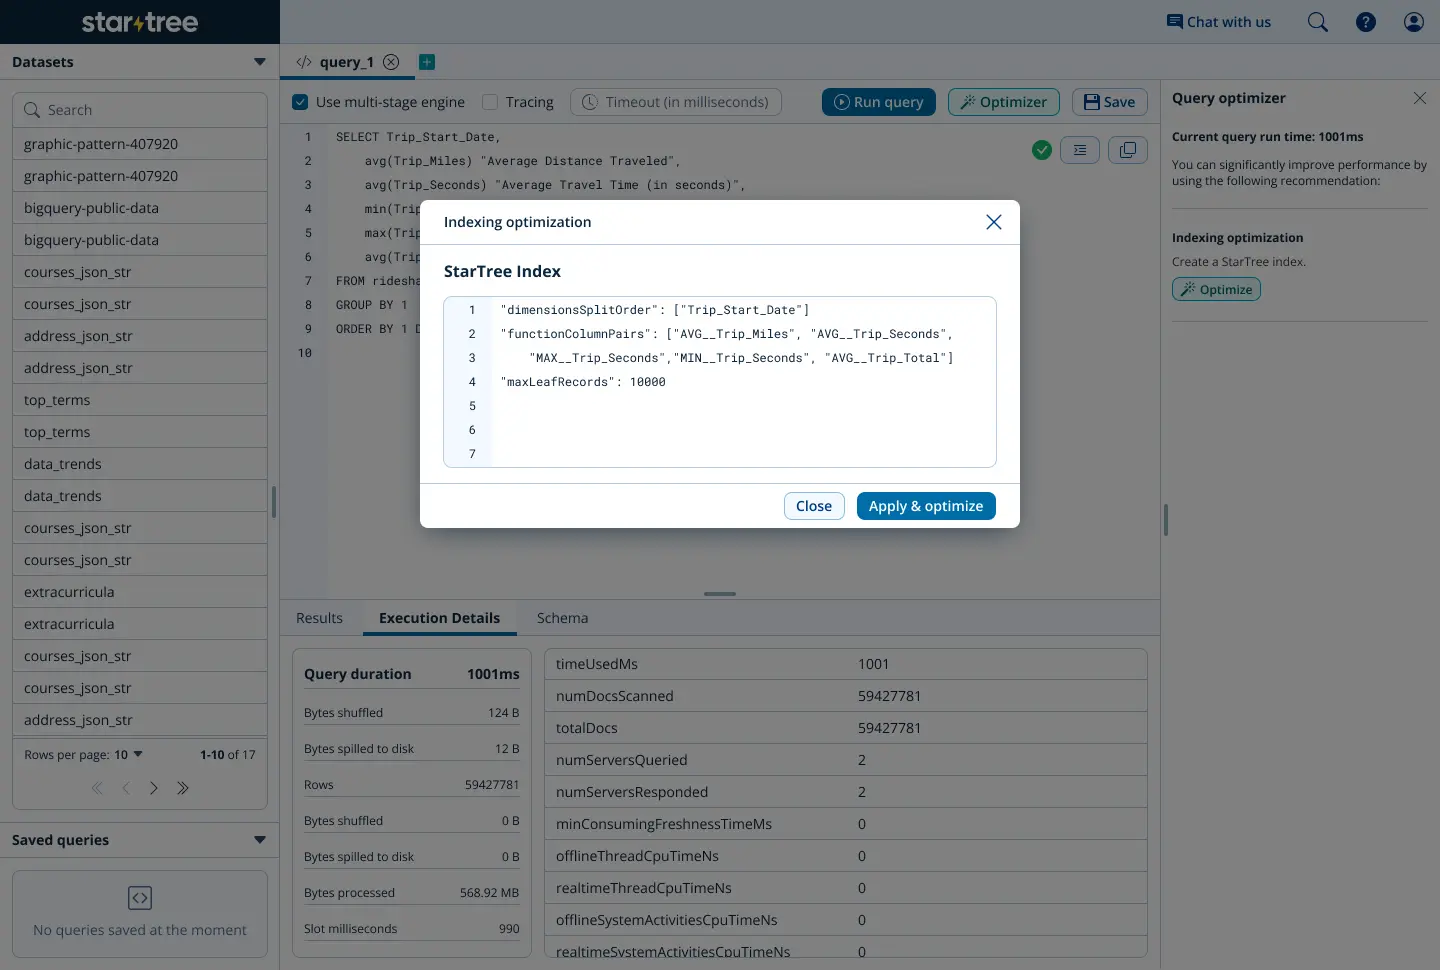 startree
Chat with us
Datasets
Search
graphic-pattern-407920
graphic-pattern-407920
bigquery-public-data
bigquery-public-data
courses_json_str
courses_json_str
address_json_str
address_json_str
top_terms
top_terms
data_trends
data_trends
courses_json_str
courses_json_str
extracurricula
extracurricula
courses_json_str
courses_json_str
address_json_str
Rows per page: 10
1-10 of 17
Saved queries
No queries saved at the moment
query_1
Use multi-stage engine
Tracing
Timeout (in milliseconds)
Run query
Optimizer
Save
1 SELECT Trip_Start_Date,
2 avg(Trip_Miles) "Average Distance Traveled",
3 avg(Trip_Seconds) "Average Travel Time (in seconds)",
4 min(Trip
5 max(Trip
6 avg(Trip
7 FROM ridesha
8 GROUP BY 1
9 ORDER BY 1 D
10
Indexing optimization
StarTree Index
1 "dimensionsSplitOrder": ["Trip_Start_Date"]
2 "functionColumnPairs": ["AVG__Trip_Miles", "AVG__Trip_Seconds",
3 "MAX__Trip_Seconds","MIN__Trip_Seconds", "AVG__Trip_Total"]
4 "maxLeafRecords": 10000
5
6
7
Close
Apply & optimize
Results
Execution Details
Schema
Query duration 1001ms
Bytes shuffled 124 B
Bytes spilled to disk 12 B
Rows 59427781
Bytes shuffled 0 B
Bytes spilled to disk 0 B
Bytes processed 568.92 MB
Slot milliseconds 990
timeUsedMs 1001
numDocsScanned 59427781
totalDocs 59427781
numServersQueried 2
numServersResponded 2
minConsumingFreshnessTimeMs 0
offlineThreadCpuTimeNs 0
realtimeThreadCpuTimeNs 0
offlineSystemActivitiesCpuTimeNs 0
realtimeSystemActivitiesCpuTimeNs 0
Query optimizer
Current query run time: 1001ms
You can significantly improve performance by
using the following recommendation:
Indexing optimization
Create a StarTree index.
Optimize